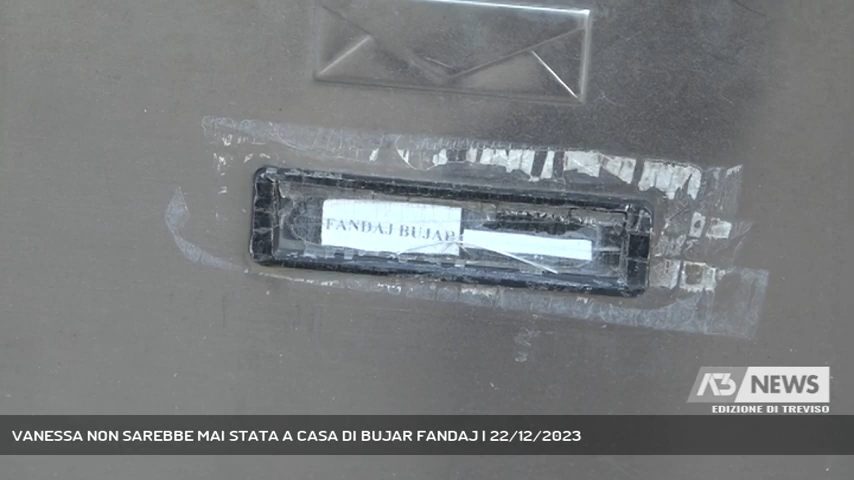 FANDAJ BUJAR
A3 NEWS
EDIZIONE DI TREVISO
VANESSA NON SAREBBE MAI STATA A CASA DI BUJAR FANDAJ | 22/12/2023